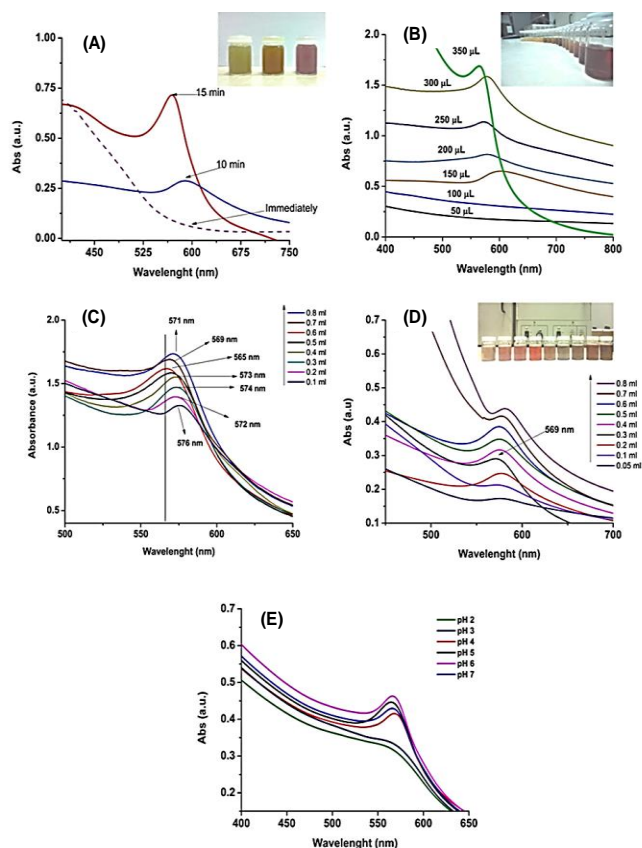 (A)
1.00
0.75
0.50
0.25
0.00
Abs (a.u.)
15 min
10 min
Immediately
450 525 600 675 750
Wavelenght (nm)
(B)
2.0
1.5
1.0
0.5
0.0
Abs (a.u.)
350 µL
300 µL
250 µL
200 µL
150 µL
100 µL
50 µL
400 500 600 700 800
Wavelength (nm)
(C)
2.0
1.5
1.0
0.5
Absorbance (a.u.)
571 nm
569 nm
565 nm
573 nm
574 nm
572 nm
576 nm
0.8 ml
0.7 ml
0.6 ml
0.5 ml
0.4 ml
0.3 ml
0.2 ml
0.1 ml
500 550 600 650
Wavelenght (nm)
(D)
0.5
0.4
0.3
0.2
0.1
Abs (a.u)
569 nm
0.8 ml
0.7 ml
0.6 ml
0.5 ml
0.4 ml
0.3 ml
0.2 ml
0.1 ml
0.05 ml
500 600 700
Wavelenght (nm)
(E)
0.7
0.6
0.5
0.4
0.3
0.2
Abs (a.u.)
pH 2
pH 3
pH 4
pH 5
pH 6
pH 7
400 450 500 550 600 650
Wavelenght (nm)